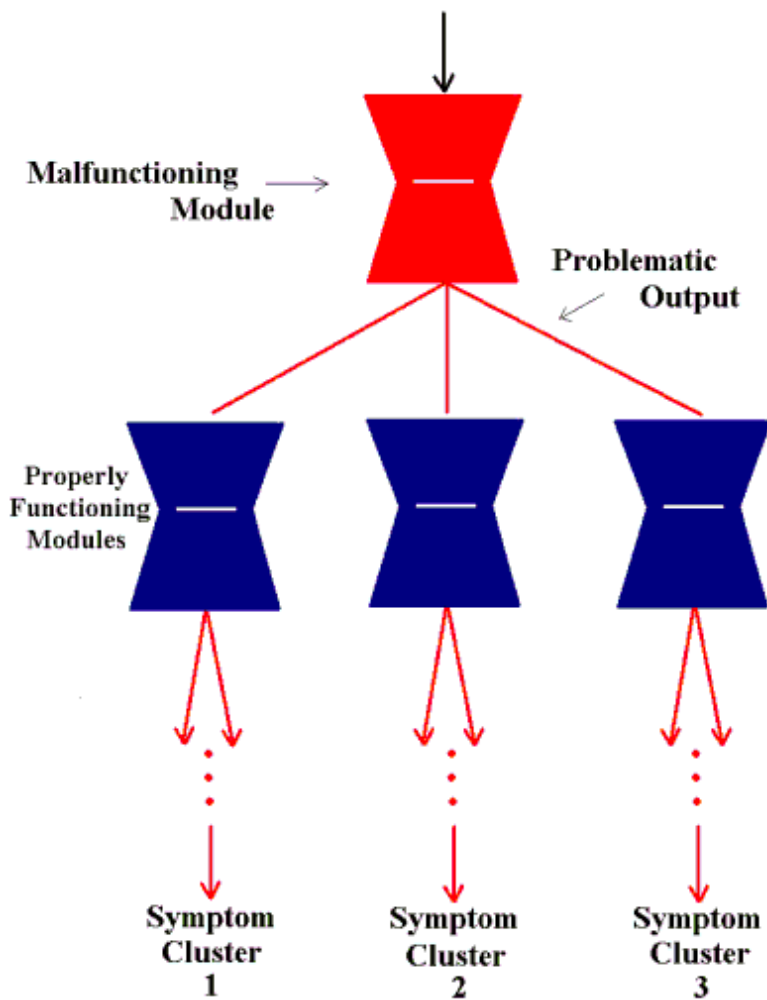 Malfunctioning
Module
Problematic
Output
Properly
Functioning
Modules
Symptom
Cluster
1
Symptom
Cluster
2
Symptom
Cluster
3